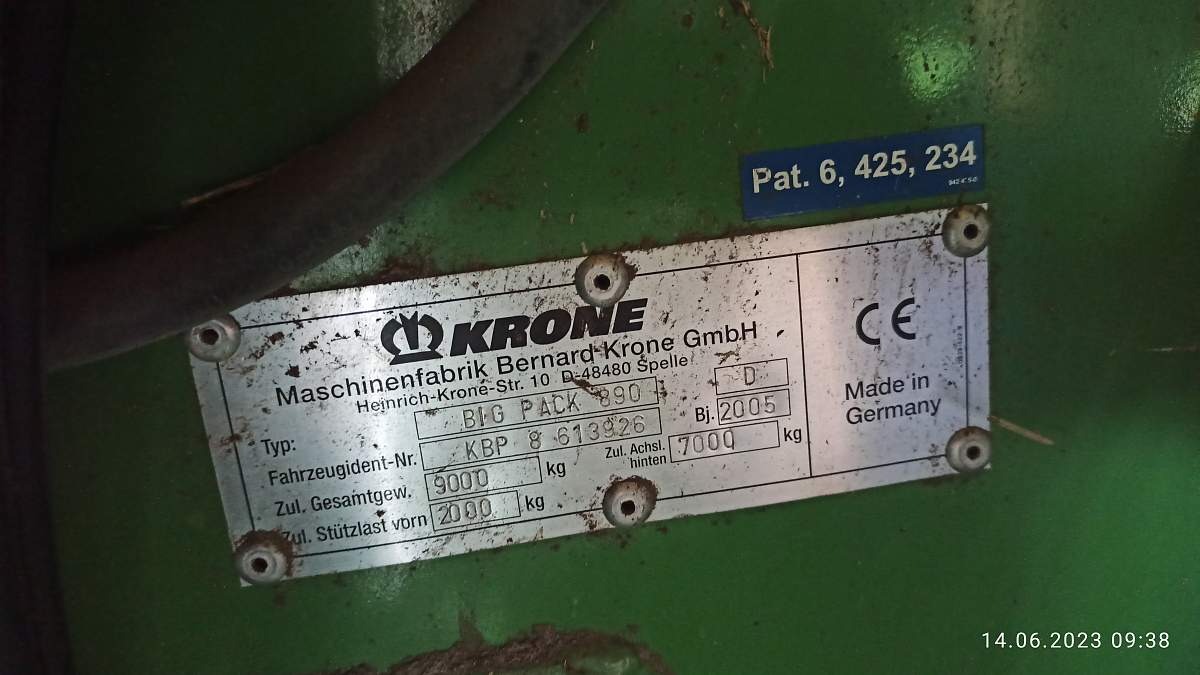 Pat. 6, 425, 234
KRONE
Maschinenfabrik Bernard Krone GmbH
Heinrich-Krone-Str. 10 D-48480 Spelle
Typ: BIG PACK 890 D
Fahrzeugident-Nr. KBP 8 613926 Bj. 2005
Zul. Gesamtgew. 9000 kg Zul. Achsl. hinten 7000 kg
Zul. Stützlast vorn 2000 kg
CE
Made in
Germany
14.06.2023 09:38